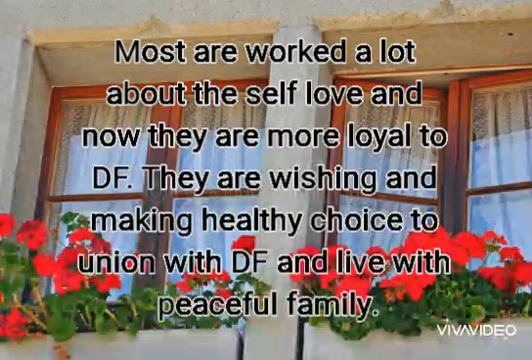 Most are worked a lot
about the self love and
now they are more loyal to
DF. They are wishing and
making healthy choice to
union with DF and live with
peaceful family.
VIVAVIDEO